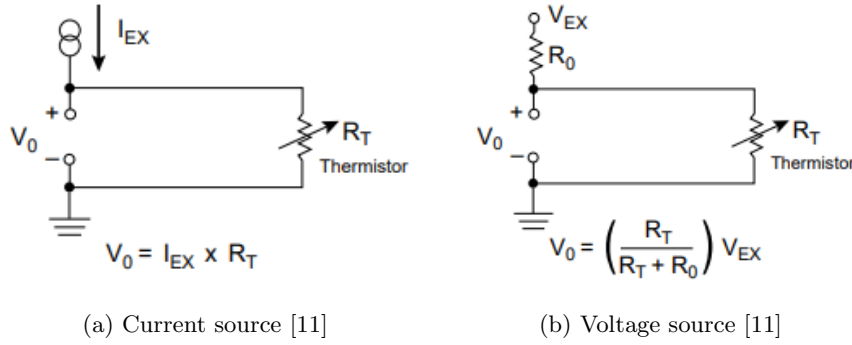 I_EX
+
V_0
−
R_T
Thermistor
V_0 = I_EX x R_T
(a) Current source [11]
V_EX
R_0
+
V_0
−
R_T
Thermistor
V_0 = (R_T / (R_T + R_0)) V_EX
(b) Voltage source [11]